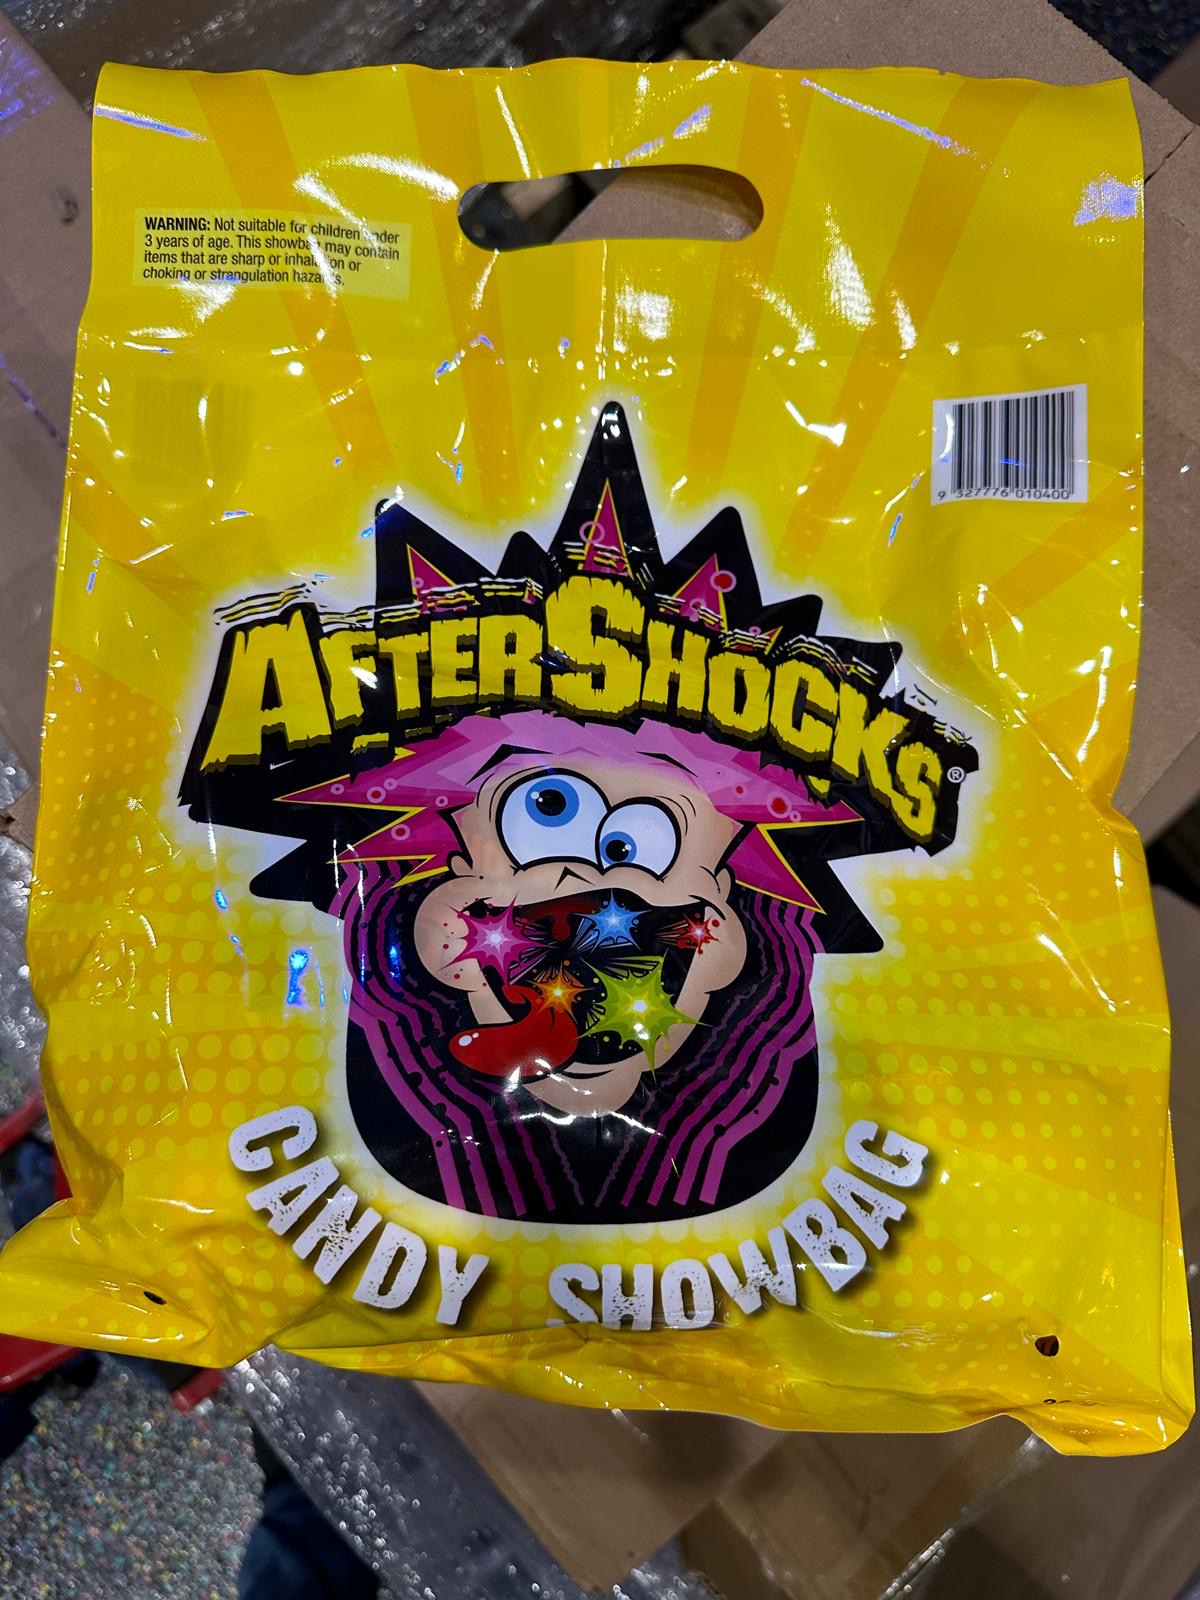 WARNING: Not suitable for children under
3 years of age. This showbag may contain
items that are sharp or inhalation or
choking or strangulation hazards.
9 327776 010400
AFTERSHOCKS®
CANDY SHOWBAG